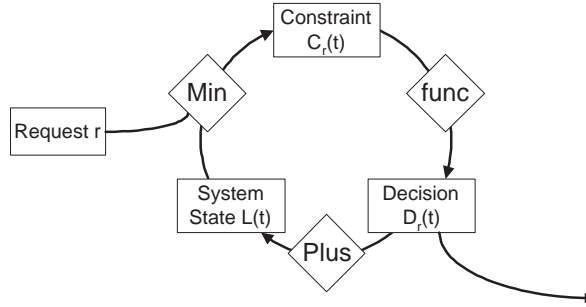 Constraint
C_r(t)
Min
func
Request r
System
State L(t)
Decision
D_r(t)
Plus